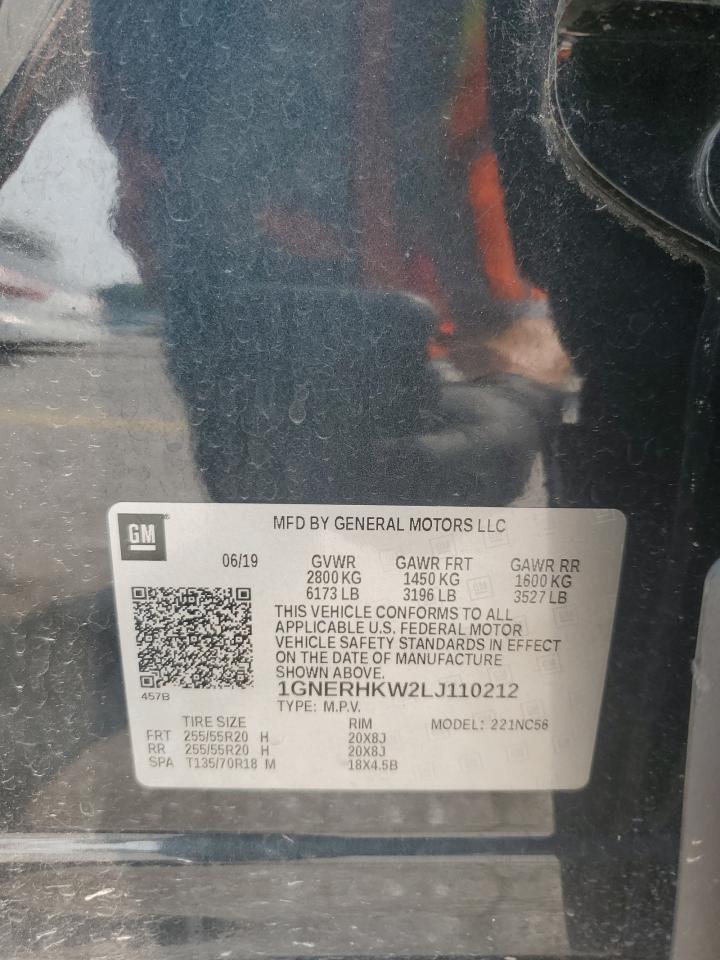 GM
MFD BY GENERAL MOTORS LLC
06/19 GVWR GAWR FRT GAWR RR
2800 KG 1450 KG 1600 KG
6173 LB 3196 LB 3527 LB
THIS VEHICLE CONFORMS TO ALL
APPLICABLE U.S. FEDERAL MOTOR
VEHICLE SAFETY STANDARDS IN EFFECT
ON THE DATE OF MANUFACTURE
SHOWN ABOVE.
457B
1GNERHKW2LJ110212
TYPE: M.P.V.
TIRE SIZE RIM MODEL: 221NC56
FRT 255/55R20 H 20X8J
RR 255/55R20 H 20X8J
SPA T135/70R18 M 18X4.5B